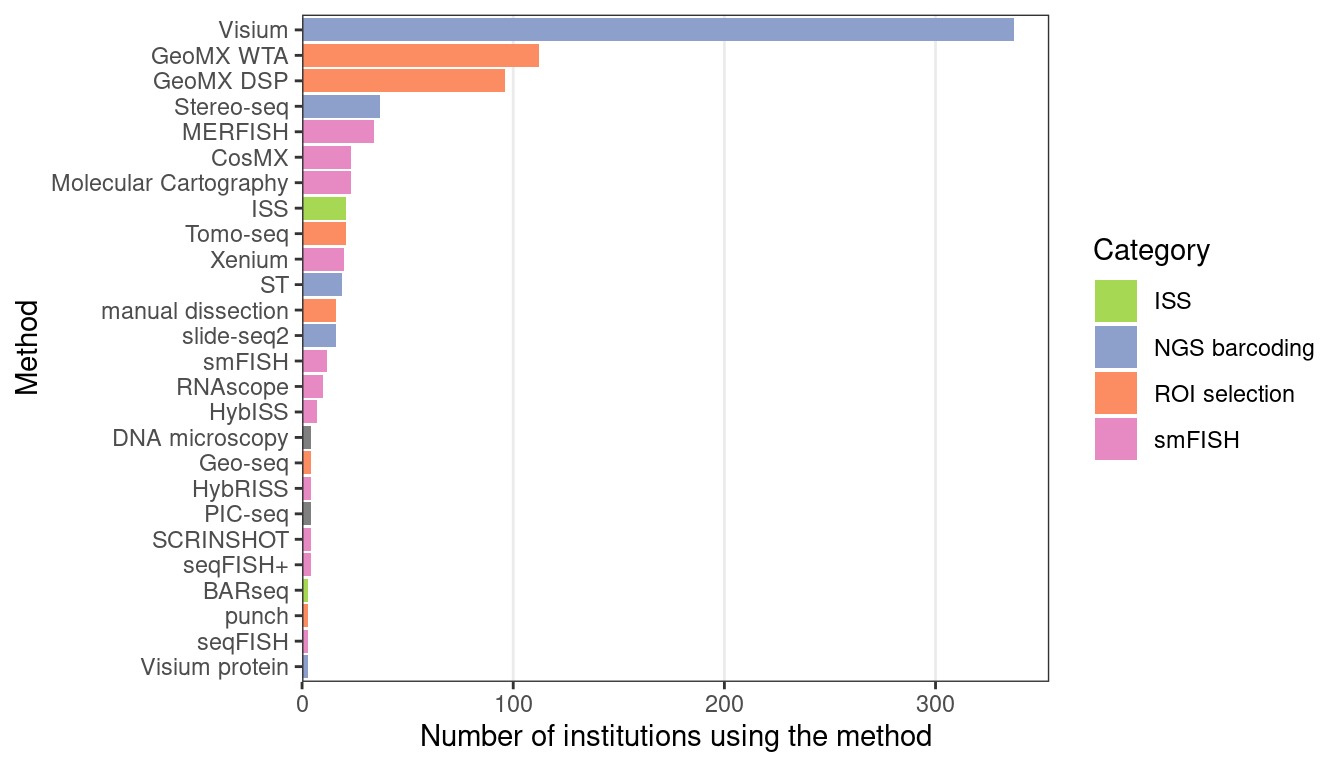 Visium
GeoMX WTA
GeoMX DSP
Stereo-seq
MERFISH
CosMX
Molecular Cartography
ISS
Tomo-seq
Xenium
ST
manual dissection
slide-seq2
smFISH
RNAscope
HybISS
DNA microscopy
Geo-seq
HybRISS
PIC-seq
SCRINSHOT
seqFISH+
BARseq
punch
seqFISH
Visium protein
Method
0 100 200 300
Number of institutions using the method
Category
ISS
NGS barcoding
ROI selection
smFISH